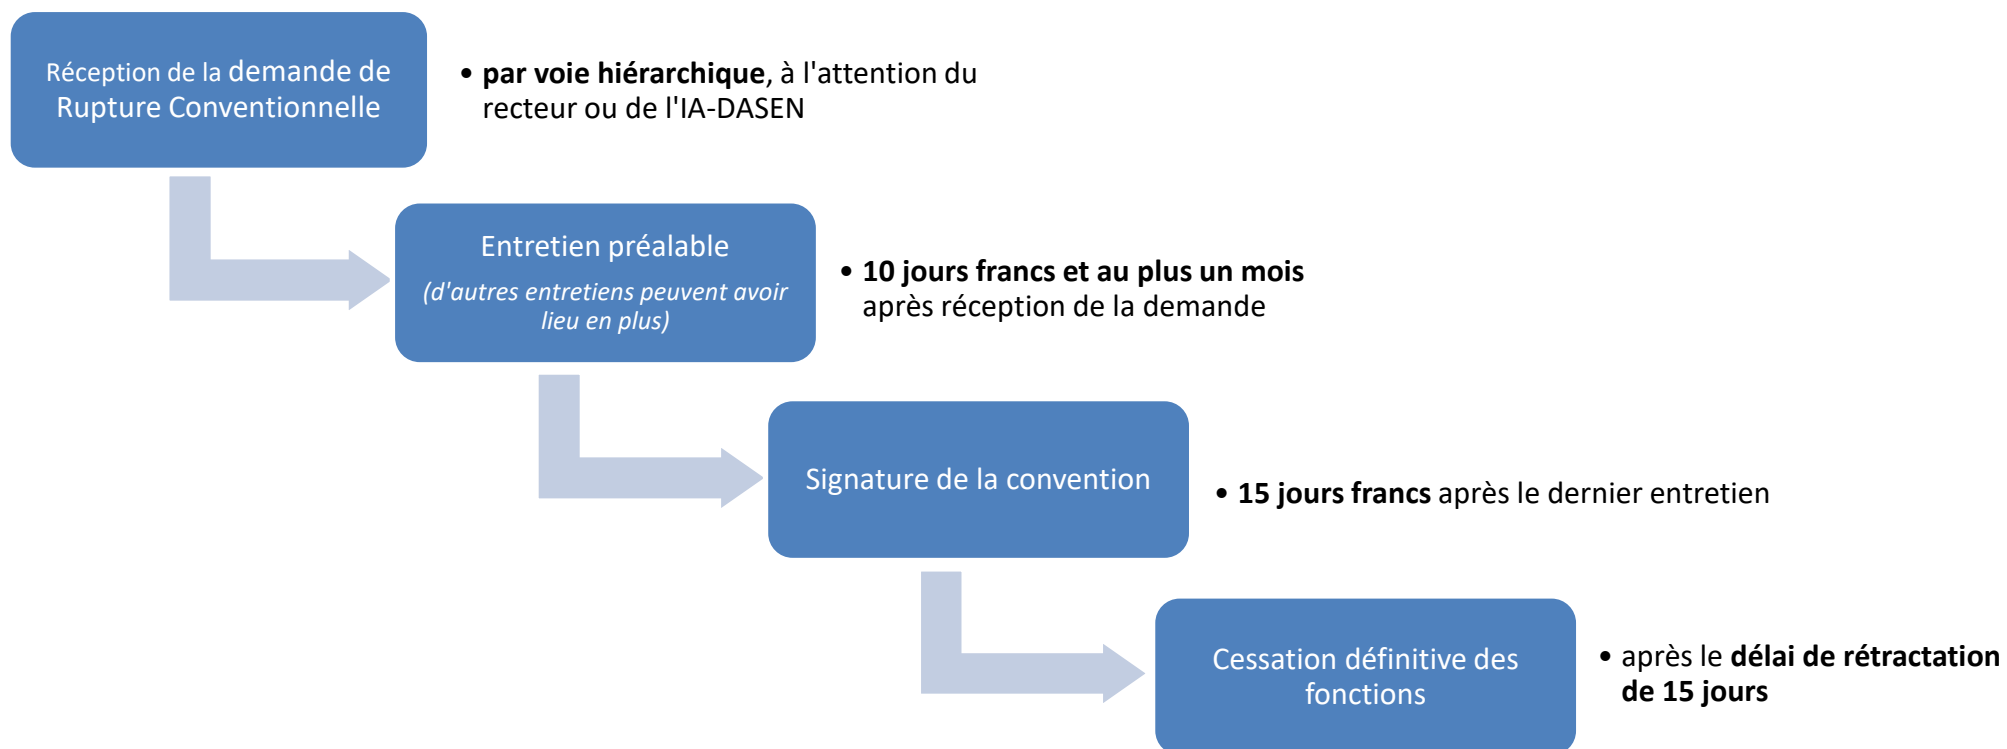 Réception de la demande de
Rupture Conventionnelle
• par voie hiérarchique, à l'attention du
recteur ou de l'IA-DASEN
Entretien préalable
(d'autres entretiens peuvent avoir
lieu en plus)
• 10 jours francs et au plus un mois
après réception de la demande
Signature de la convention
• 15 jours francs après le dernier entretien
Cessation définitive des
fonctions
• après le délai de rétractation
de 15 jours